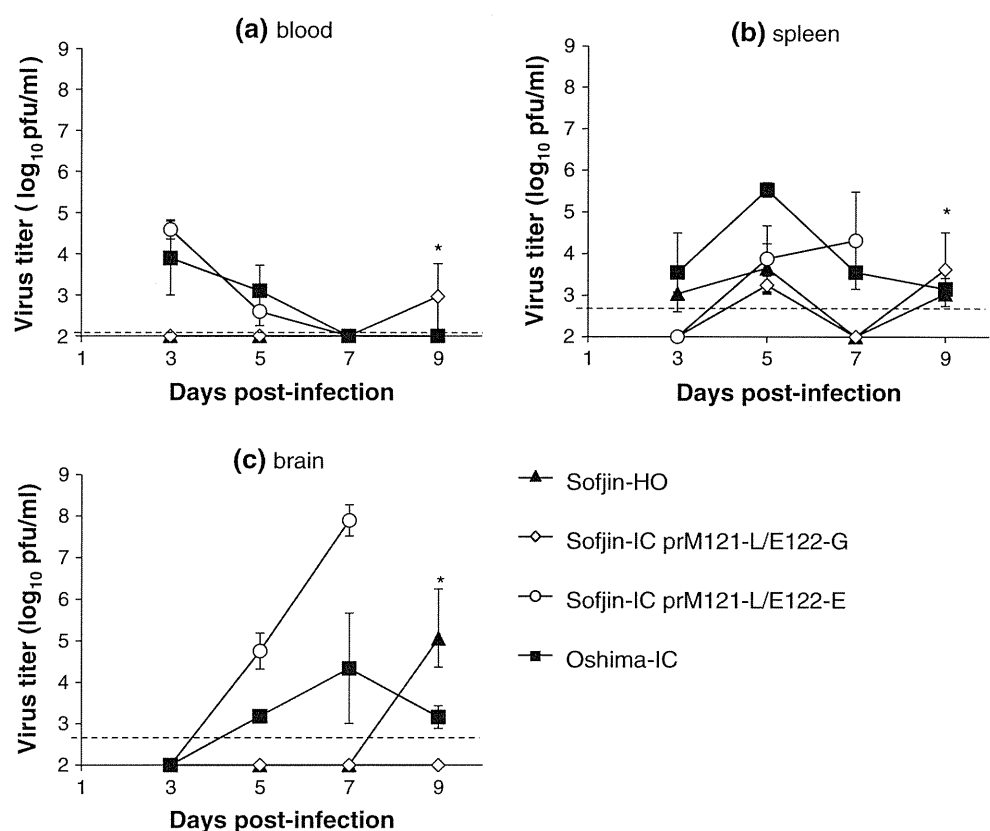 (a) blood
Virus titer ( log10 pfu/ml)
9
8
7
6
5
4
3
2
*
1 3 5 7 9
Days post-infection
(b) spleen
Virus titer (log10 pfu/ml)
9
8
7
6
5
4
3
2
*
1 3 5 7 9
Days post-infection
(c) brain
Virus titer (log10 pfu/ml)
9
8
7
6
5
4
3
2
*
1 3 5 7 9
Days post-infection
Sofjin-HO
Sofjin-IC prM121-L/E122-G
Sofjin-IC prM121-L/E122-E
Oshima-IC